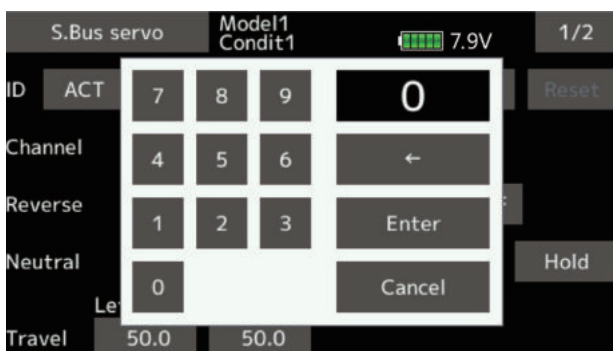 S.Bus servo Model1 7.9V 1/2
Condit1
ID ACT 7 8 9 0 Reset
Channel 4 5 6 ←
Reverse 1 2 3 Enter
Neutral 0 Cancel Hold
Travel 50.0 50.0